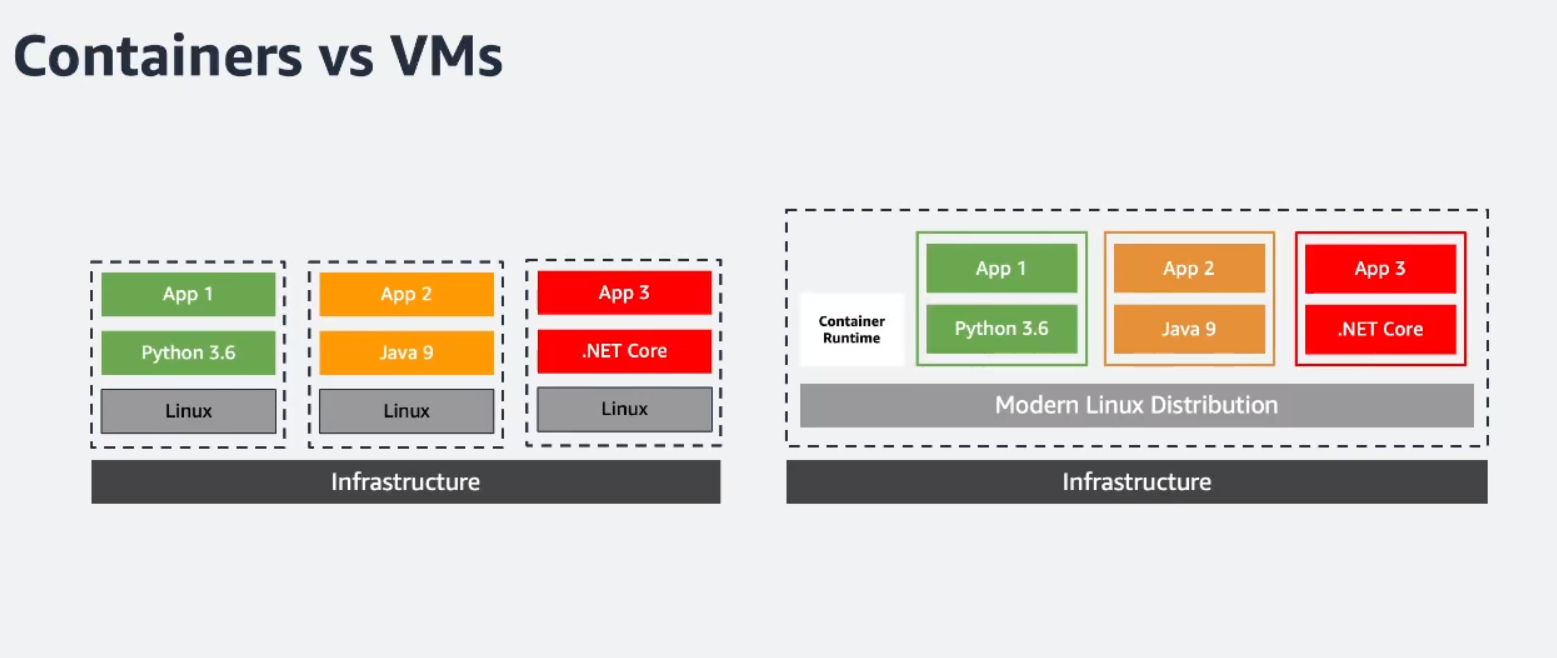 Containers vs VMs
App 1
Python 3.6
Linux
App 2
Java 9
Linux
App 3
.NET Core
Linux
Infrastructure
Container
Runtime
App 1
Python 3.6
App 2
Java 9
App 3
.NET Core
Modern Linux Distribution
Infrastructure